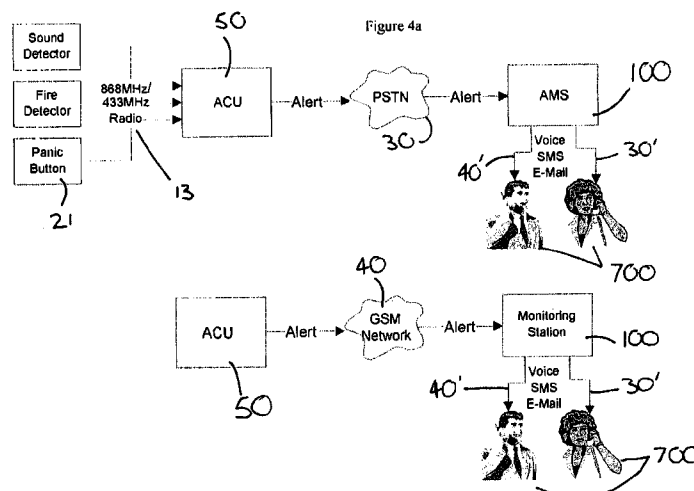 Figure 4a
50
Sound
Detector
Fire
Detector
Panic
Button
21
868MHz/
433MHz
Radio
13
ACU
Alert
PSTN
30
Alert
AMS
100
Voice
SMS
E-Mail
40'
30'
700
ACU
50
Alert
40
GSM
Network
Alert
Monitoring
Station
100
Voice
SMS
E-Mail
40'
30'
700